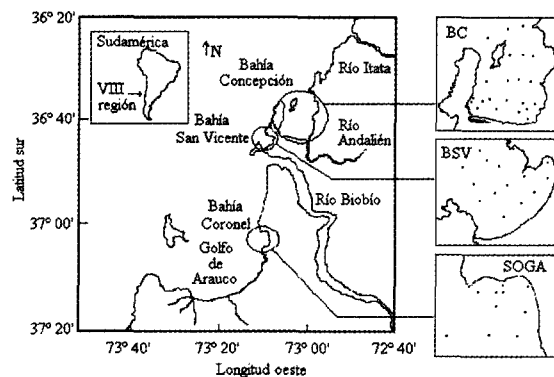 36° 20'
36° 40'
37° 00'
37° 20'
Latitud sur
Sudamérica
VIII
región
↑N
Bahía
Concepción
Río Itata
Bahía
San Vicente
Río
Andalién
Río Biobío
Bahía
Coronel
Golfo
de
Arauco
73° 40'
73° 20'
73° 00'
72° 40'
Longitud oeste
BC
BSV
SOGA